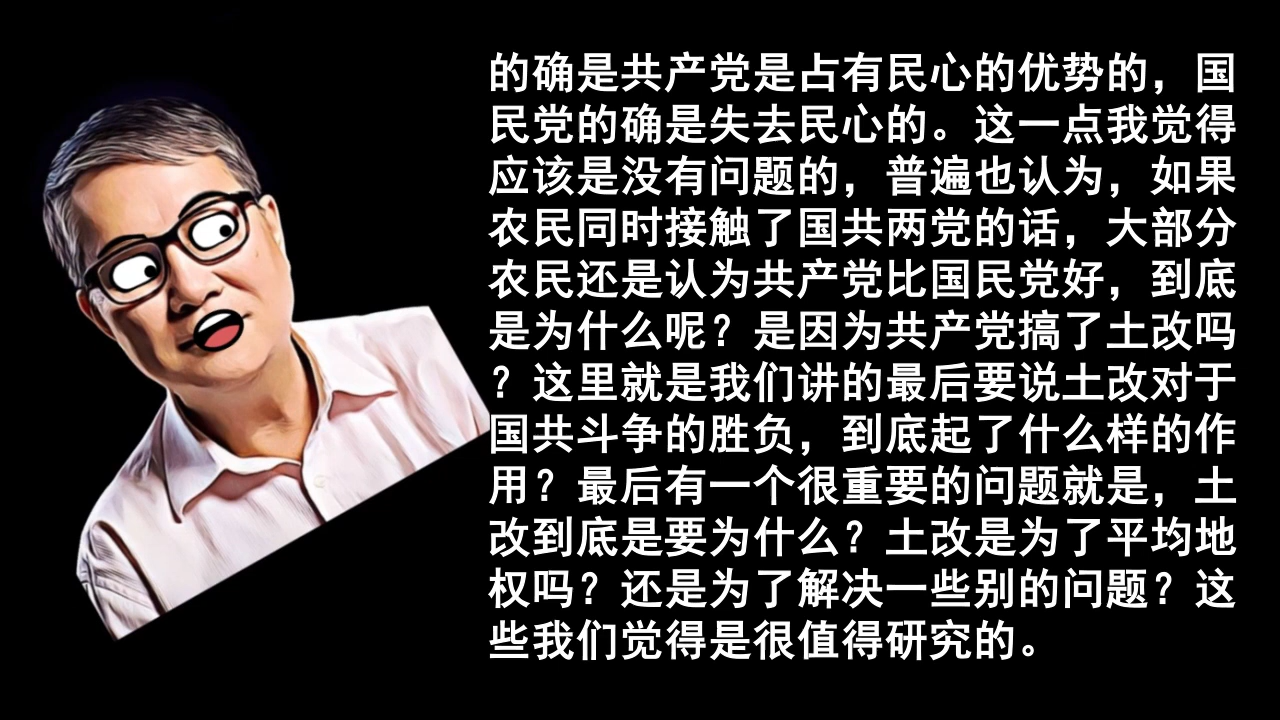 的确是共产党是占有民心的优势的，国
民党的确是失去民心的。这一点我觉得
应该是没有问题的，普遍也认为，如果
农民同时接触了国共两党的话，大部分
农民还是认为共产党比国民党好，到底
是为什么呢？是因为共产党搞了土改吗
？这里就是我们讲的最后要说土改对于
国共斗争的胜负，到底起了什么样的作
用？最后有一个很重要的问题就是，土
改到底是要为什么？土改是为了平均地
权吗？还是为了解决一些别的问题？这
些我们觉得是很值得研究的。